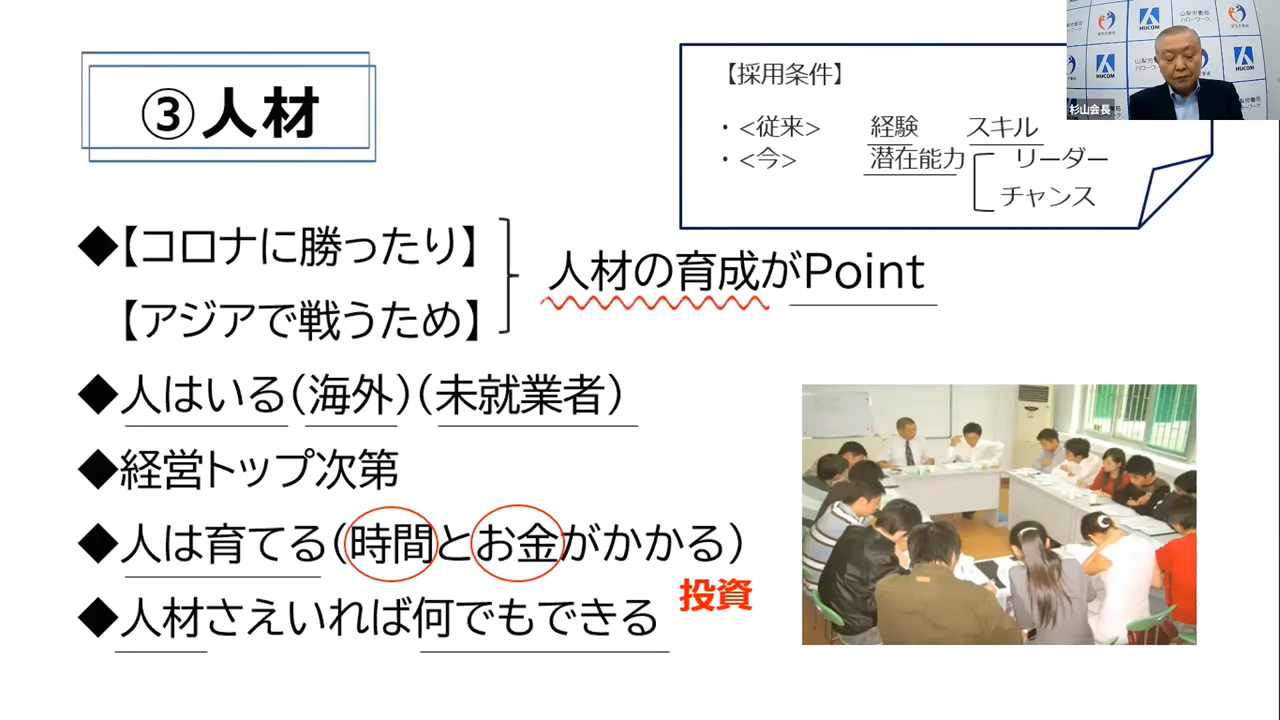 ③人材
【採用条件】
・<従来> 経験 スキル
・<今> 潜在能力 リーダー
チャンス
◆【コロナに勝ったり】
【アジアで戦うため】
人材の育成がPoint
◆人はいる(海外)(未就業者)
◆経営トップ次第
◆人は育てる(時間とお金がかかる)
投資
◆人材さえいれば何でもできる
山梨労働局
ハローワーク
HUCOM
HUCOM
HUCOM
杉山会長